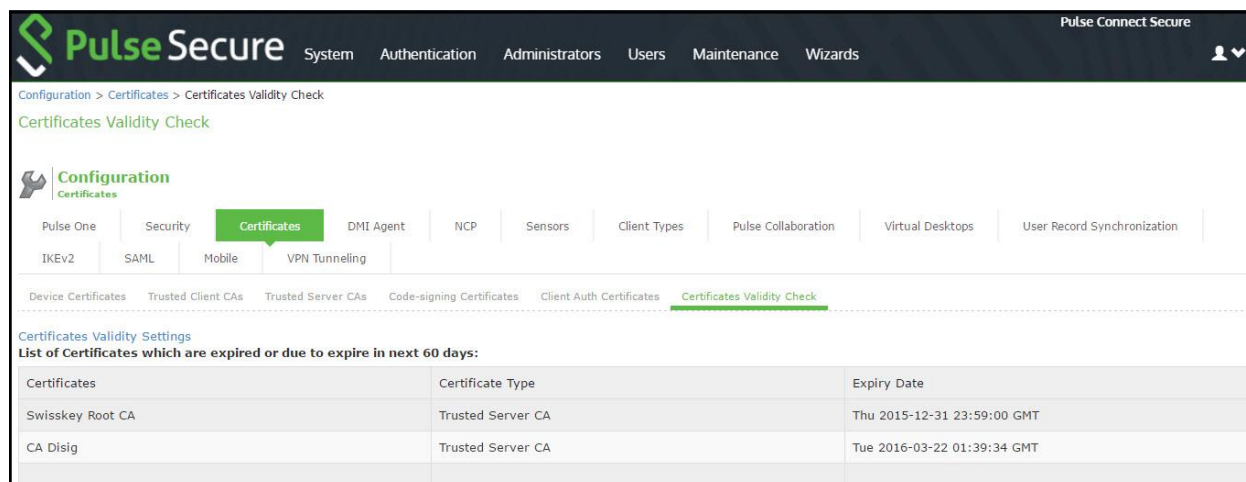 Pulse Connect Secure
Pulse Secure System Authentication Administrators Users Maintenance Wizards
Configuration > Certificates > Certificates Validity Check
Certificates Validity Check
Configuration
Certificates
Pulse One Security Certificates DMI Agent NCP Sensors Client Types Pulse Collaboration Virtual Desktops User Record Synchronization
IKEv2 SAML Mobile VPN Tunneling
Device Certificates Trusted Client CAs Trusted Server CAs Code-signing Certificates Client Auth Certificates Certificates Validity Check
Certificates Validity Settings
List of Certificates which are expired or due to expire in next 60 days:
Certificates Certificate Type Expiry Date
Swisskey Root CA Trusted Server CA Thu 2015-12-31 23:59:00 GMT
CA Disig Trusted Server CA Tue 2016-03-22 01:39:34 GMT